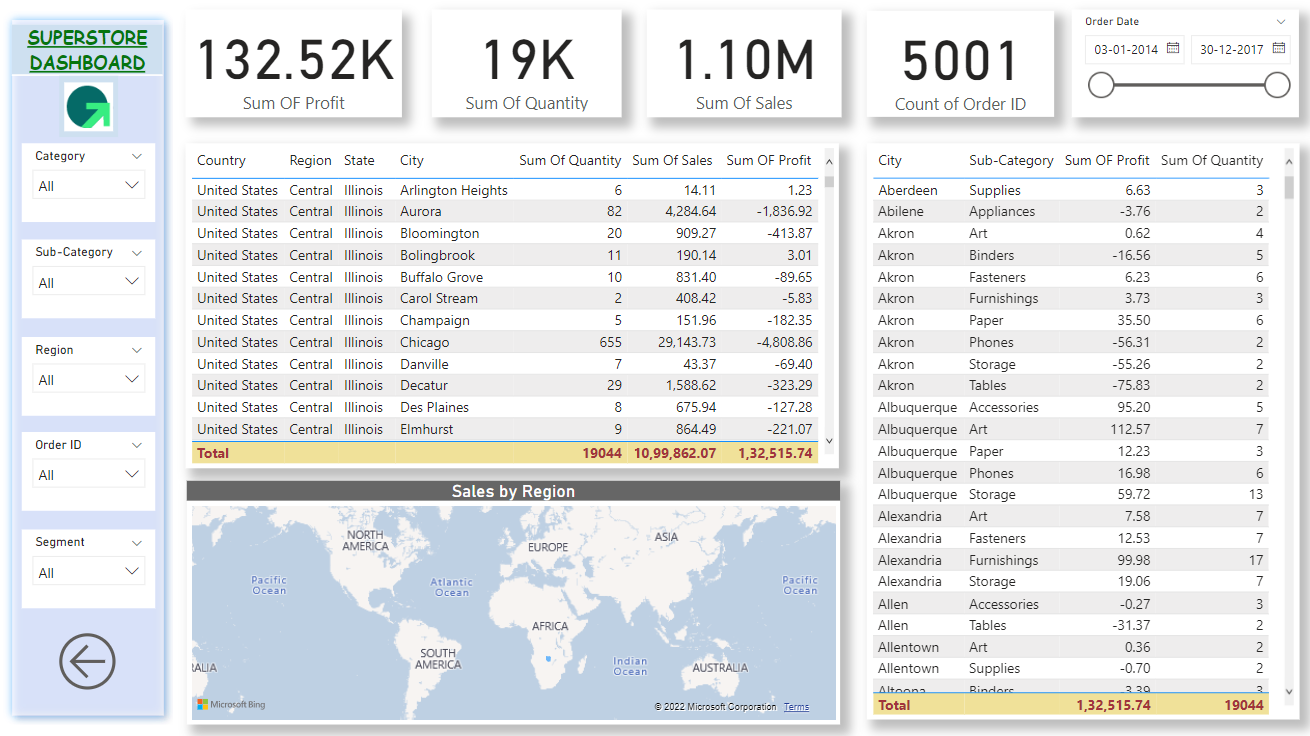 SUPERSTORE
DASHBOARD
Category
All
Sub-Category
All
Region
All
Order ID
All
Segment
All
132.52K
Sum OF Profit
19K
Sum Of Quantity
1.10M
Sum Of Sales
5001
Count of Order ID
Order Date
03-01-2014 30-12-2017
Country Region State City Sum Of Quantity Sum Of Sales Sum OF Profit
United States Central Illinois Arlington Heights 6 14.11 1.23
United States Central Illinois Aurora 82 4,284.64 -1,836.92
United States Central Illinois Bloomington 20 909.27 -413.87
United States Central Illinois Bolingbrook 11 190.14 3.01
United States Central Illinois Buffalo Grove 10 831.40 -89.65
United States Central Illinois Carol Stream 2 408.42 -5.83
United States Central Illinois Champaign 5 151.96 -182.35
United States Central Illinois Chicago 655 29,143.73 -4,808.86
United States Central Illinois Danville 7 43.37 -69.40
United States Central Illinois Decatur 29 1,588.62 -323.29
United States Central Illinois Des Plaines 8 675.94 -127.28
United States Central Illinois Elmhurst 9 864.49 -221.07
Total 19044 10,99,862.07 1,32,515.74
Sales by Region
NORTH
AMERICA
EUROPE
ASIA
Pacific
Ocean
Atlantic
Ocean
Pacific
Ocean
AFRICA
SOUTH
AMERICA
Indian
Ocean
RALIA
AUSTRALIA
Microsoft Bing
© 2022 Microsoft Corporation Terms
City Sub-Category Sum OF Profit Sum Of Quantity
Aberdeen Supplies 6.63 3
Abilene Appliances -3.76 2
Akron Art 0.62 4
Akron Binders -16.56 5
Akron Fasteners 6.23 6
Akron Furnishings 3.73 3
Akron Paper 35.50 6
Akron Phones -56.31 2
Akron Storage -55.26 2
Akron Tables -75.83 2
Albuquerque Accessories 95.20 5
Albuquerque Art 112.57 7
Albuquerque Paper 12.23 3
Albuquerque Phones 16.98 6
Albuquerque Storage 59.72 13
Alexandria Art 7.58 7
Alexandria Fasteners 12.53 7
Alexandria Furnishings 99.98 17
Alexandria Storage 19.06 7
Allen Accessories -0.27 3
Allen Tables -31.37 2
Allentown Art 0.36 2
Allentown Supplies -0.70 2
Altoona Binders -3.39 3
Total 1,32,515.74 19044